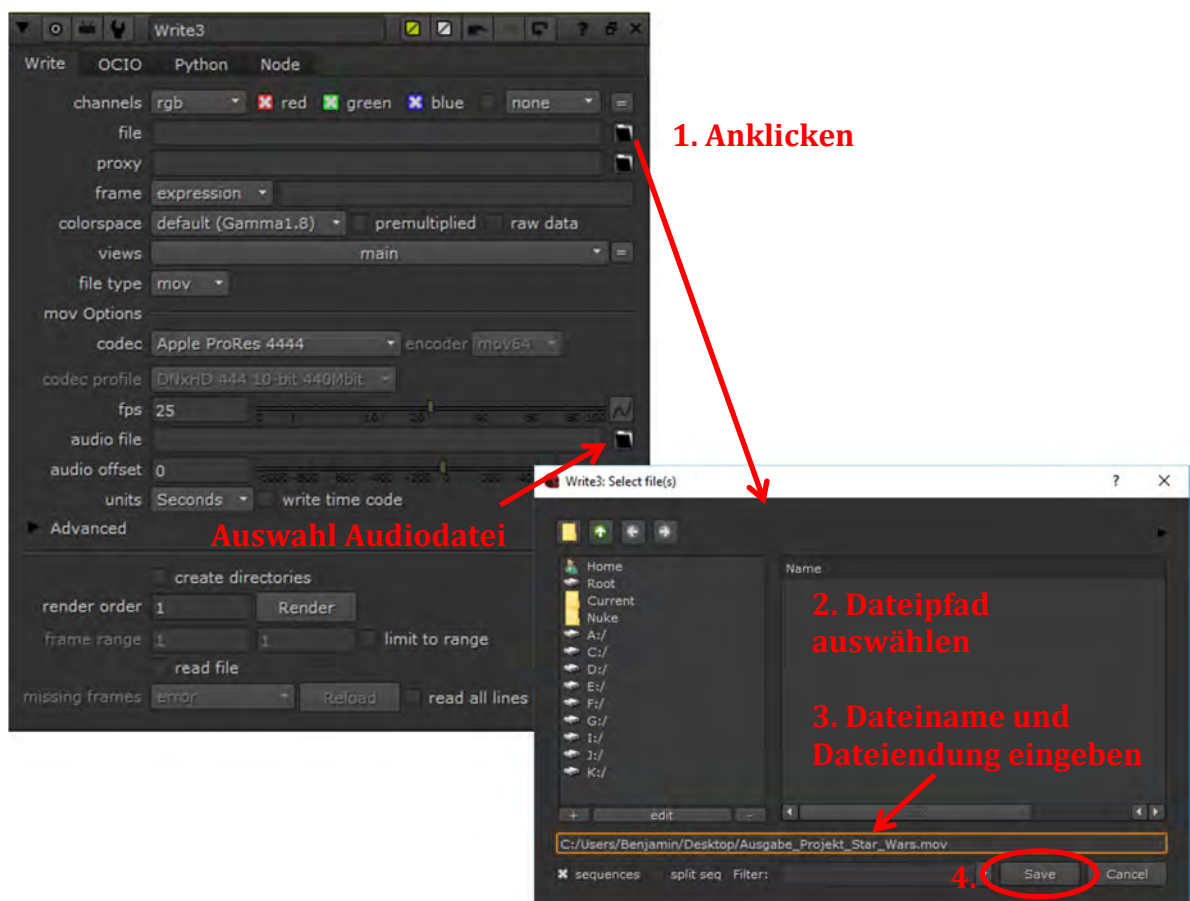 Write3 ?
Write OCIO Python Node
channels rgb red green blue none =
file
1. Anklicken
proxy
frame expression
colorspace default (Gamma1.8) premultiplied raw data
views main =
file type mov
mov Options
codec Apple ProRes 4444 encoder mov64
codec profile DNxHD 444 10-bit 440Mbit
fps 25
audio file
audio offset 0
units Seconds write time code
Advanced
Auswahl Audiodatei
create directories
render order 1 Render
frame range 1 1 limit to range
read file
missing frames error Reload read all lines
Write3: Select file(s) ?
Home
Root
Current
Nuke
A:/
C:/
D:/
E:/
F:/
G:/
I:/
J:/
K:/
+ edit -
Name
2. Dateipfad
auswählen
3. Dateiname und
Dateiendung eingeben
C:/Users/Benjamin/Desktop/Ausgabe_Projekt_Star_Wars.mov
sequences split seq Filter: 4. Save Cancel